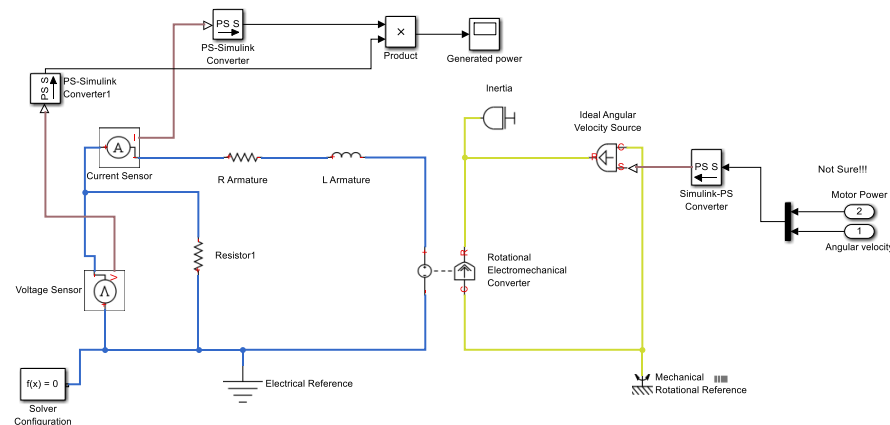 PS S
PS-Simulink
Converter
×
Product
Generated power
PS S
PS-Simulink
Converter1
Inertia
Ideal Angular
Velocity Source
A
I
+
Current Sensor
R Armature
+
L Armature
+
R
C
S
PS S
Simulink-PS
Converter
Not Sure!!!
Motor Power
2
1
Angular velocity
Resistor1
+
R
C
Rotational
Electromechanical
Converter
Voltage Sensor
V
V
-
+
f(x) = 0
Solver
Configuration
Electrical Reference
Mechanical
Rotational Reference